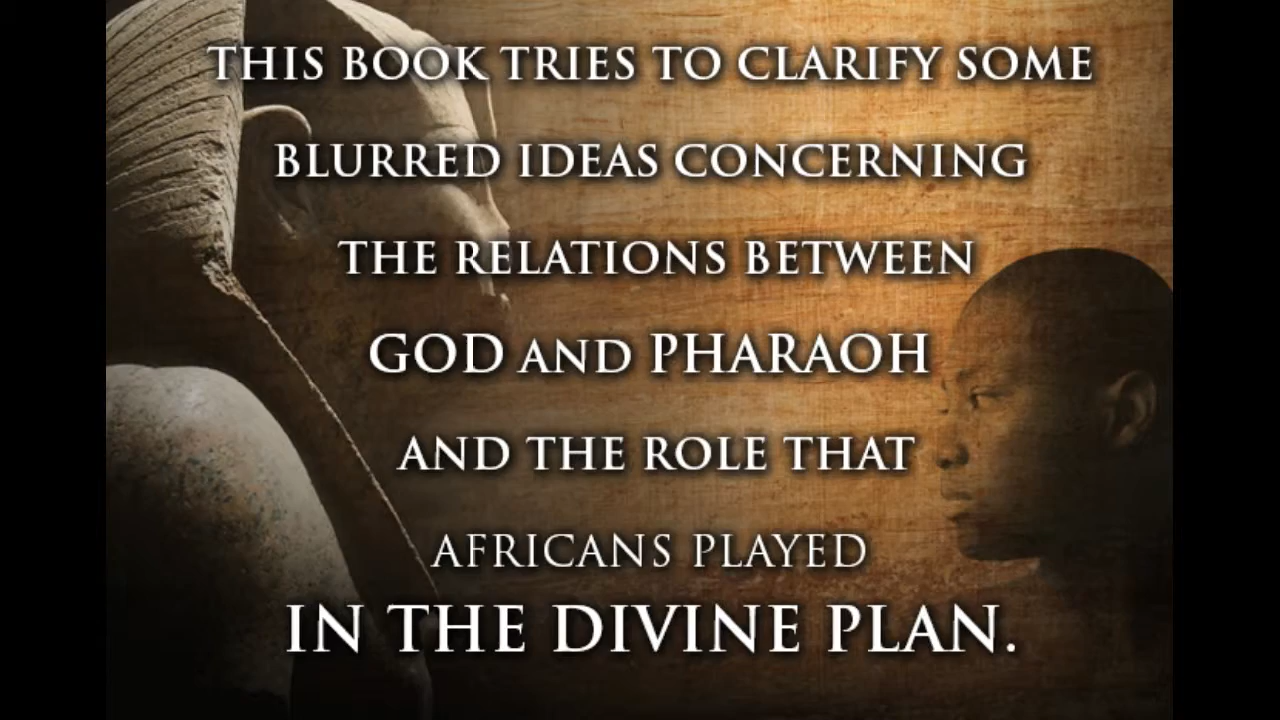 THIS BOOK TRIES TO CLARIFY SOME
BLURRED IDEAS CONCERNING
THE RELATIONS BETWEEN
GOD AND PHARAOH
AND THE ROLE THAT
AFRICANS PLAYED
IN THE DIVINE PLAN.